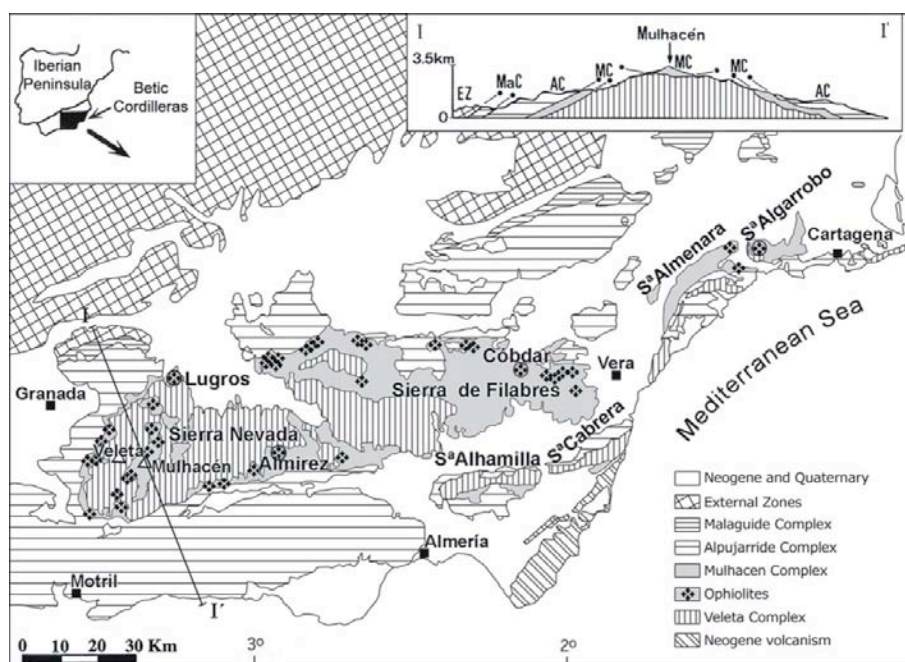 Iberian
Peninsula
Betic
Cordilleras
I
I'
Mulhacén
3.5km
0
EZ
MaC
AC
MC
MC
MC
AC
SªAlgarrobo
SªAlmenara
Cartagena
Mediterranean Sea
I
Granada
Lugros
Cóbdar
Vera
Sierra de Filabres
Sierra Nevada
Veleta
Mulhacén
Almirez
SªAlhamilla
SªCabrera
Almería
Motril
I´
Neogene and Quaternary
External Zones
Malaguide Complex
Alpujarride Complex
Mulhacen Complex
Ophiolites
Veleta Complex
Neogene volcanism
0 10 20 30 Km
3º
2º